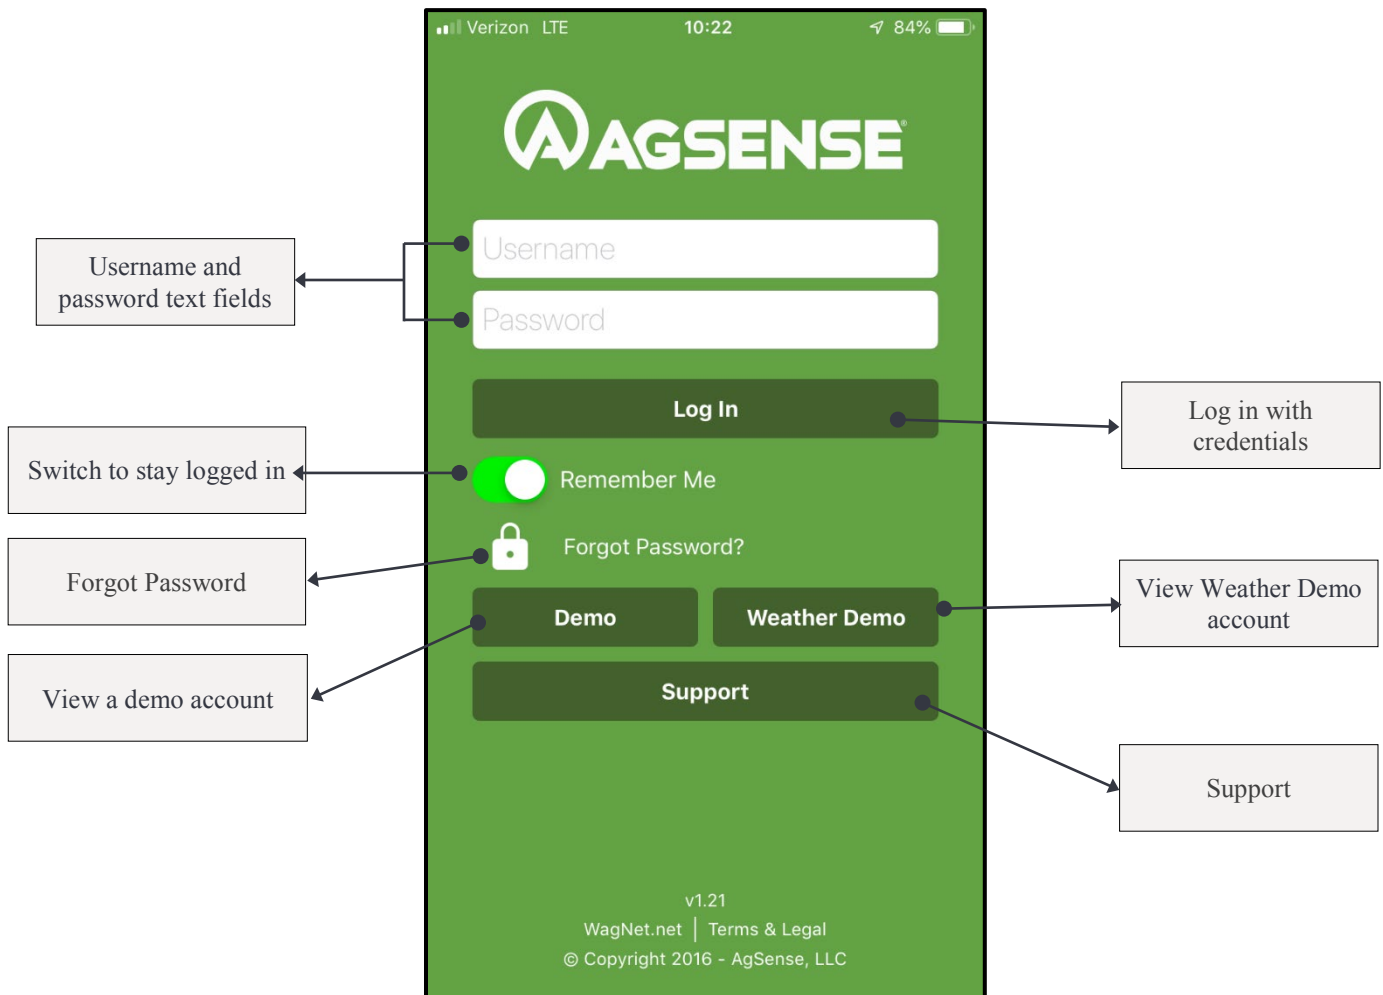 Verizon LTE 10:22 84%
AGSENSE®
Username and
password text fields
Username
Password
Log In
Log in with
credentials
Switch to stay logged in
Remember Me
Forgot Password
Forgot Password?
View Weather Demo
account
Demo
Weather Demo
View a demo account
Support
Support
v1.21
WagNet.net | Terms & Legal
© Copyright 2016 - AgSense, LLC